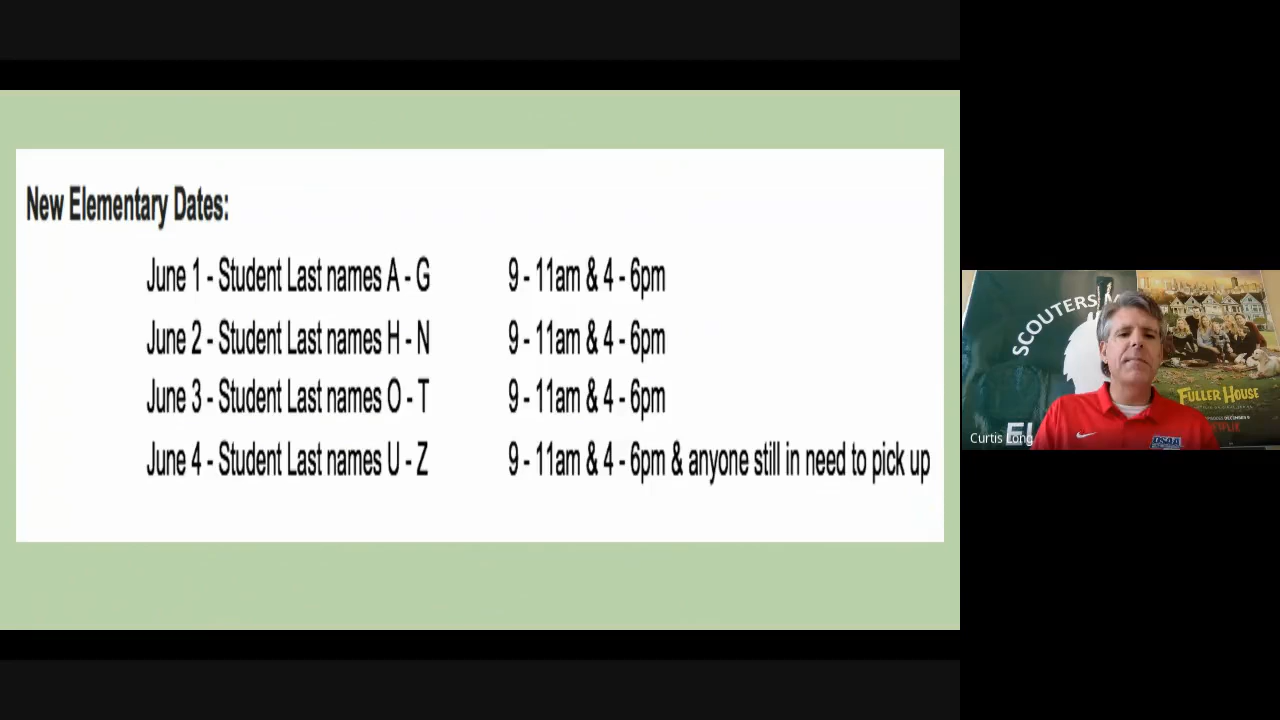 New Elementary Dates:
June 1 - Student Last names A - G 9 - 11am & 4 - 6pm
June 2 - Student Last names H - N 9 - 11am & 4 - 6pm
June 3 - Student Last names O - T 9 - 11am & 4 - 6pm
June 4 - Student Last names U - Z 9 - 11am & 4 - 6pm & anyone still in need to pick up
SCOUTERS
FULLER HOUSE
Curtis Long
OSAA